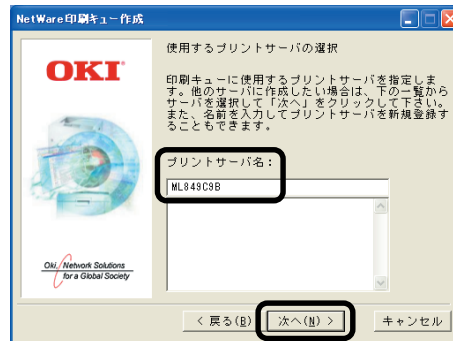 NetWare印刷キュー作成
OKI
使用するプリントサーバの選択
印刷キューに使用するプリントサーバを指定しま
す。他のサーバに作成したい場合は、下の一覧から
サーバを選択して「次へ」をクリックして下さい。
また、名前を入力してプリントサーバを新規登録す
ることもできます。
プリントサーバ名：
ML849C9B
Oki, Network Solutions
for a Global Society
< 戻る(B)
次へ(N) >
キャンセル